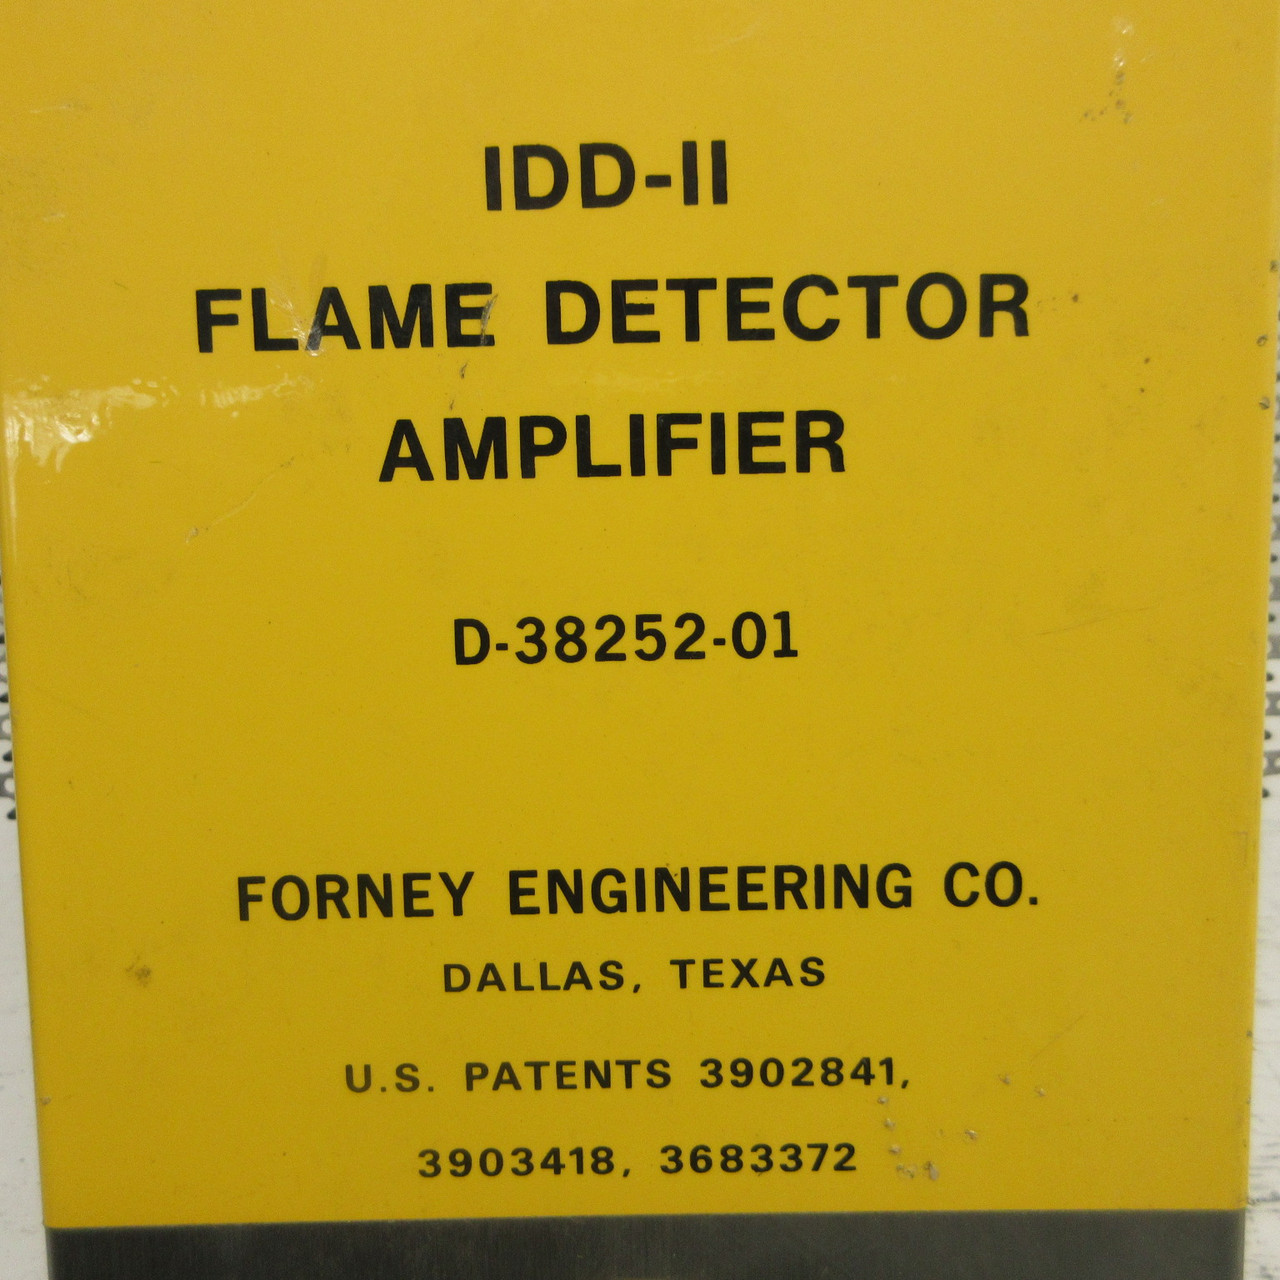 IDD-II
FLAME DETECTOR
AMPLIFIER
D-38252-01
FORNEY ENGINEERING CO.
DALLAS, TEXAS
U.S. PATENTS 3902841,
3903418, 3683372